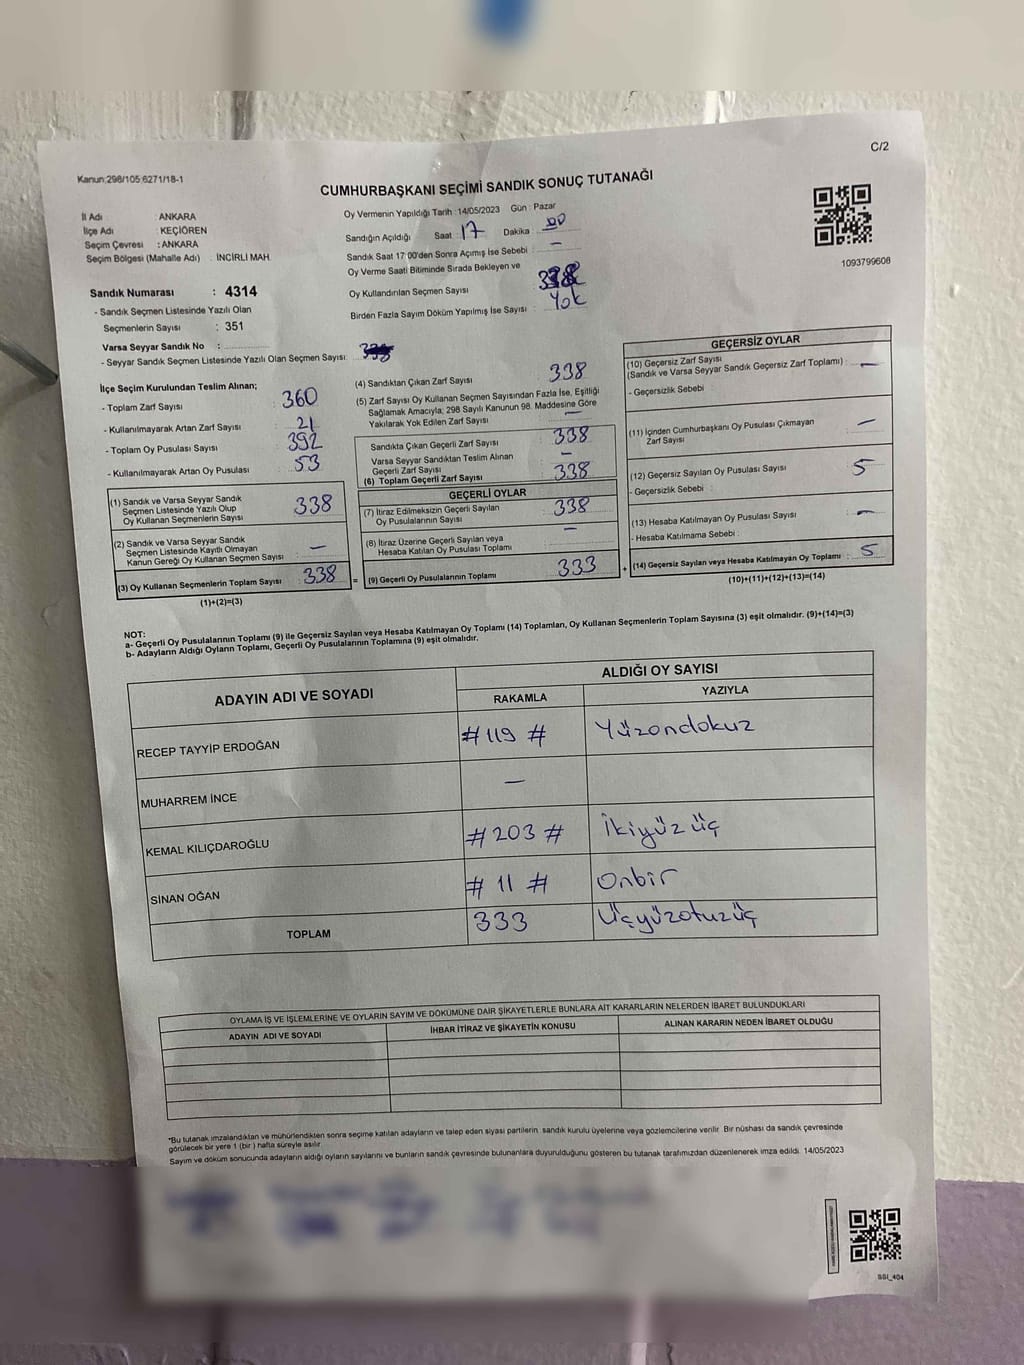 C/2
Kanun:298/105 6271/18-1
CUMHURBAŞKANI SEÇİMİ SANDIK SONUÇ TUTANAĞI
1093799608
İl Adı : ANKARA
İlçe Adı : KEÇİÖREN
Seçim Çevresi : ANKARA
Seçim Bölgesi (Mahalle Adı) : İNCİRLİ MAH.
Oy Vermenin Yapıldığı Tarih :14/05/2023 Gün : Pazar
Sandığın Açıldığı Saat 17 Dakika 00
Sandık Saat 17 00'den Sonra Açımış İse Sebebi : —
Oy Verme Saati Bitiminde Sırada Bekleyen ve
Oy Kullandırılan Seçmen Sayısı
Birden Fazla Sayım Döküm Yapılmış İse Sayısı : Yok
Sandık Numarası : 4314
- Sandık Seçmen Listesinde Yazılı Olan
Seçmenlerin Sayısı : 351
Varsa Seyyar Sandık No :
- Seyyar Sandık Seçmen Listesinde Yazılı Olan Seçmen Sayısı:
İlçe Seçim Kurulundan Teslim Alınan;
- Toplam Zarf Sayısı : 360
- Kullanılmayarak Artan Zarf Sayısı : 21
- Toplam Oy Pusulası Sayısı : 392
- Kullanılmayarak Artan Oy Pusulası : 53
(1) Sandık ve Varsa Seyyar Sandık
Seçmen Listesinde Yazılı Olup
Oy Kullanan Seçmenlerin Sayısı 338
(2) Sandık ve Varsa Seyyar Sandık
Seçmen Listesinde Kayıtlı Olmayan
Kanun Gereği Oy Kullanan Seçmen Sayısı : —
(3) Oy Kullanan Seçmenlerin Toplam Sayısı : 338
(1)+(2)=(3)
(4) Sandıktan Çıkan Zarf Sayısı 338
(5) Zarf Sayısı Oy Kullanan Seçmen Sayısından Fazla İse, Eşitliği
Sağlamak Amacıyla; 298 Sayılı Kanunun 98. Maddesine Göre
Yakılarak Yok Edilen Zarf Sayısı —
Sandıkta Çıkan Geçerli Zarf Sayısı 338
Varsa Seyyar Sandıktan Teslim Alınan
Geçerli Zarf Sayısı —
(6) Toplam Geçerli Zarf Sayısı 338
GEÇERLİ OYLAR
(7) İtiraz Edilmeksizin Geçerli Sayılan
Oy Pusulalarının Sayısı 338
(8) İtiraz Üzerine Geçerli Sayılan veya
Hesaba Katılan Oy Pusulası Toplamı —
= (9) Geçerli Oy Pusulalarının Toplamı 333
GEÇERSİZ OYLAR
(10) Geçersiz Zarf Sayısı
(Sandık ve Varsa Seyyar Sandık Geçersiz Zarf Toplamı) : —
- Geçersizlik Sebebi :
(11) İçinden Cumhurbaşkanı Oy Pusulası Çıkmayan
Zarf Sayısı —
(12) Geçersiz Sayılan Oy Pusulası Sayısı 5
- Geçersizlik Sebebi :
(13) Hesaba Katılmayan Oy Pusulası Sayısı —
- Hesaba Katılmama Sebebi :
+ (14) Geçersiz Sayılan veya Hesaba Katılmayan Oy Toplamı : 5
(10)+(11)+(12)+(13)=(14)
NOT:
a- Geçerli Oy Pusulalarının Toplamı (9) ile Geçersiz Sayılan veya Hesaba Katılmayan Oy Toplamı (14) Toplamları, Oy Kullanan Seçmenlerin Toplam Sayısına (3) eşit olmalıdır. (9)+(14)=(3)
b- Adayların Aldığı Oyların Toplamı, Geçerli Oy Pusulalarının Toplamına (9) eşit olmalıdır.
ADAYIN ADI VE SOYADI ALDIĞI OY SAYISI
RAKAMLA YAZIYLA
RECEP TAYYİP ERDOĞAN # 119 # Yüzondokuz
MUHARREM İNCE —
KEMAL KILIÇDAROĞLU # 203 # İkiyüzüç
SİNAN OĞAN # 11 # Onbir
TOPLAM 333 Üçyüzotuzüç
OYLAMA İŞ VE İŞLEMLERİNE VE OYLARIN SAYIM VE DÖKÜMÜNE DAİR ŞİKAYETLERLE BUNLARA AİT KARARLARIN NELERDEN İBARET BULUNDUKLARI
ADAYIN ADI VE SOYADI İHBAR İTİRAZ VE ŞİKAYETİN KONUSU ALINAN KARARIN NEDEN İBARET OLDUĞU
*Bu tutanak imzalandıktan ve mühürlendikten sonra seçime katılan adayların ve talep eden siyasi partilerin sandık kurulu üyelerine veya gözlemcilerine verilir. Bir nüshası da sandık çevresinde
görülecek bir yere 1 (bir ) hafta süreyle asılır.
Sayım ve döküm sonucunda adayların aldığı oyların sayılarını ve bunların sandık çevresinde bulunanlara duyurulduğunu gösteren bu tutanak tarafımızdan düzenlenerek imza edildi. 14/05/2023
SSI_404